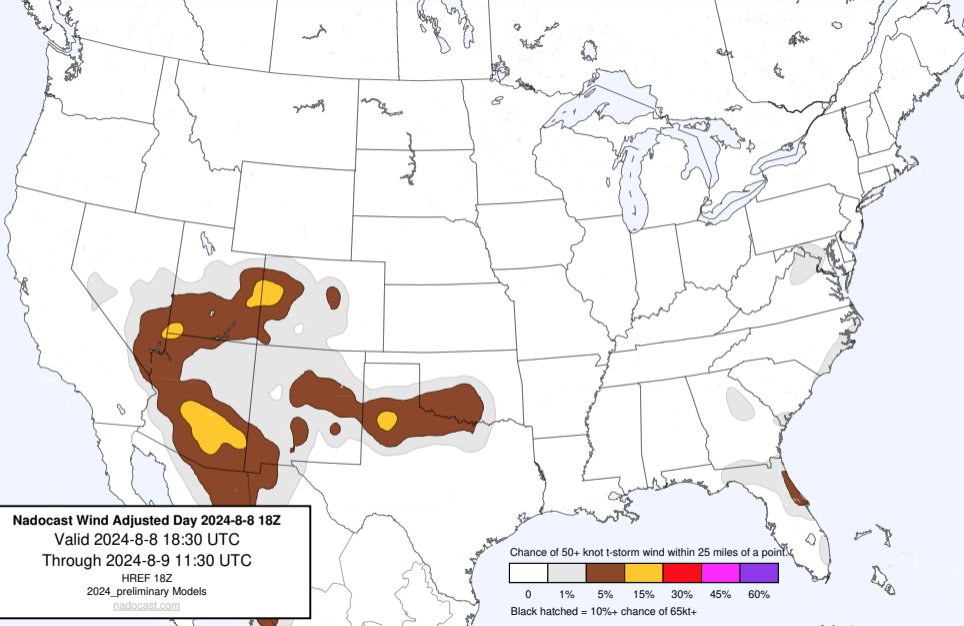 Nadocast Wind Adjusted Day 2024-8-8 18Z
Valid 2024-8-8 18:30 UTC
Through 2024-8-9 11:30 UTC
HREF 18Z
2024_preliminary Models
nadocast.com
Chance of 50+ knot t-storm wind within 25 miles of a point.
0 1% 5% 15% 30% 45% 60%
Black hatched = 10%+ chance of 65kt+